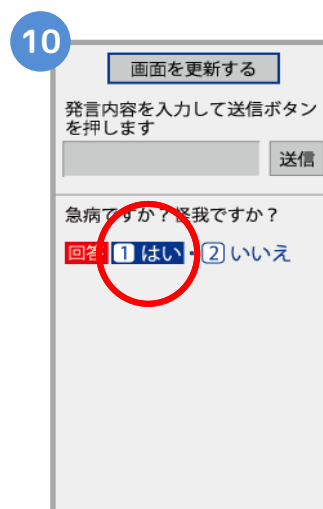 10
画面を更新する
発言内容を入力して送信ボタン
を押します
送信
急病ですか？怪我ですか？
回答 1 はい・2 いいえ